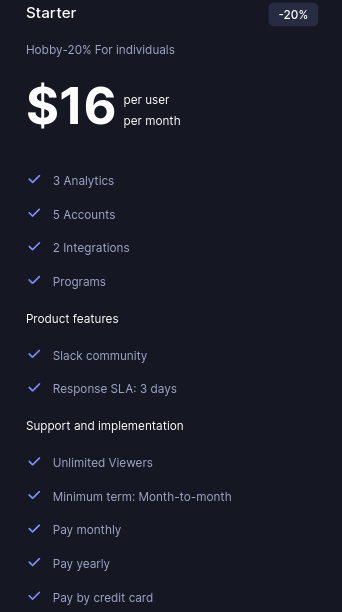 Starter
-20%
Hobby-20% For individuals
$16
per user
per month
3 Analytics
5 Accounts
2 Integrations
Programs
Product features
Slack community
Response SLA: 3 days
Support and implementation
Unlimited Viewers
Minimum term: Month-to-month
Pay monthly
Pay yearly
Pay by credit card